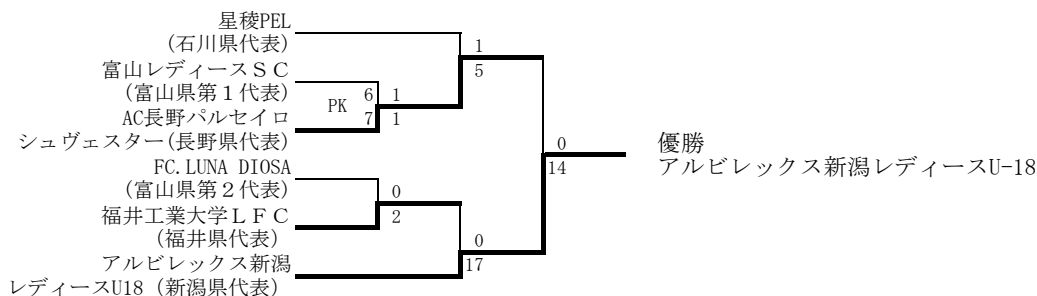 星稜PEL
(石川県代表)
富山レディースＳＣ
(富山県第１代表)
AC長野パルセイロ
シュヴェスター(長野県代表)
FC.LUNA DIOSA
(富山県第２代表)
福井工業大学ＬＦＣ
(福井県代表)
アルビレックス新潟
レディースU18（新潟県代表）
PK
6
7
1
1
0
2
1
5
0
17
0
14
優勝
アルビレックス新潟レディースU-18